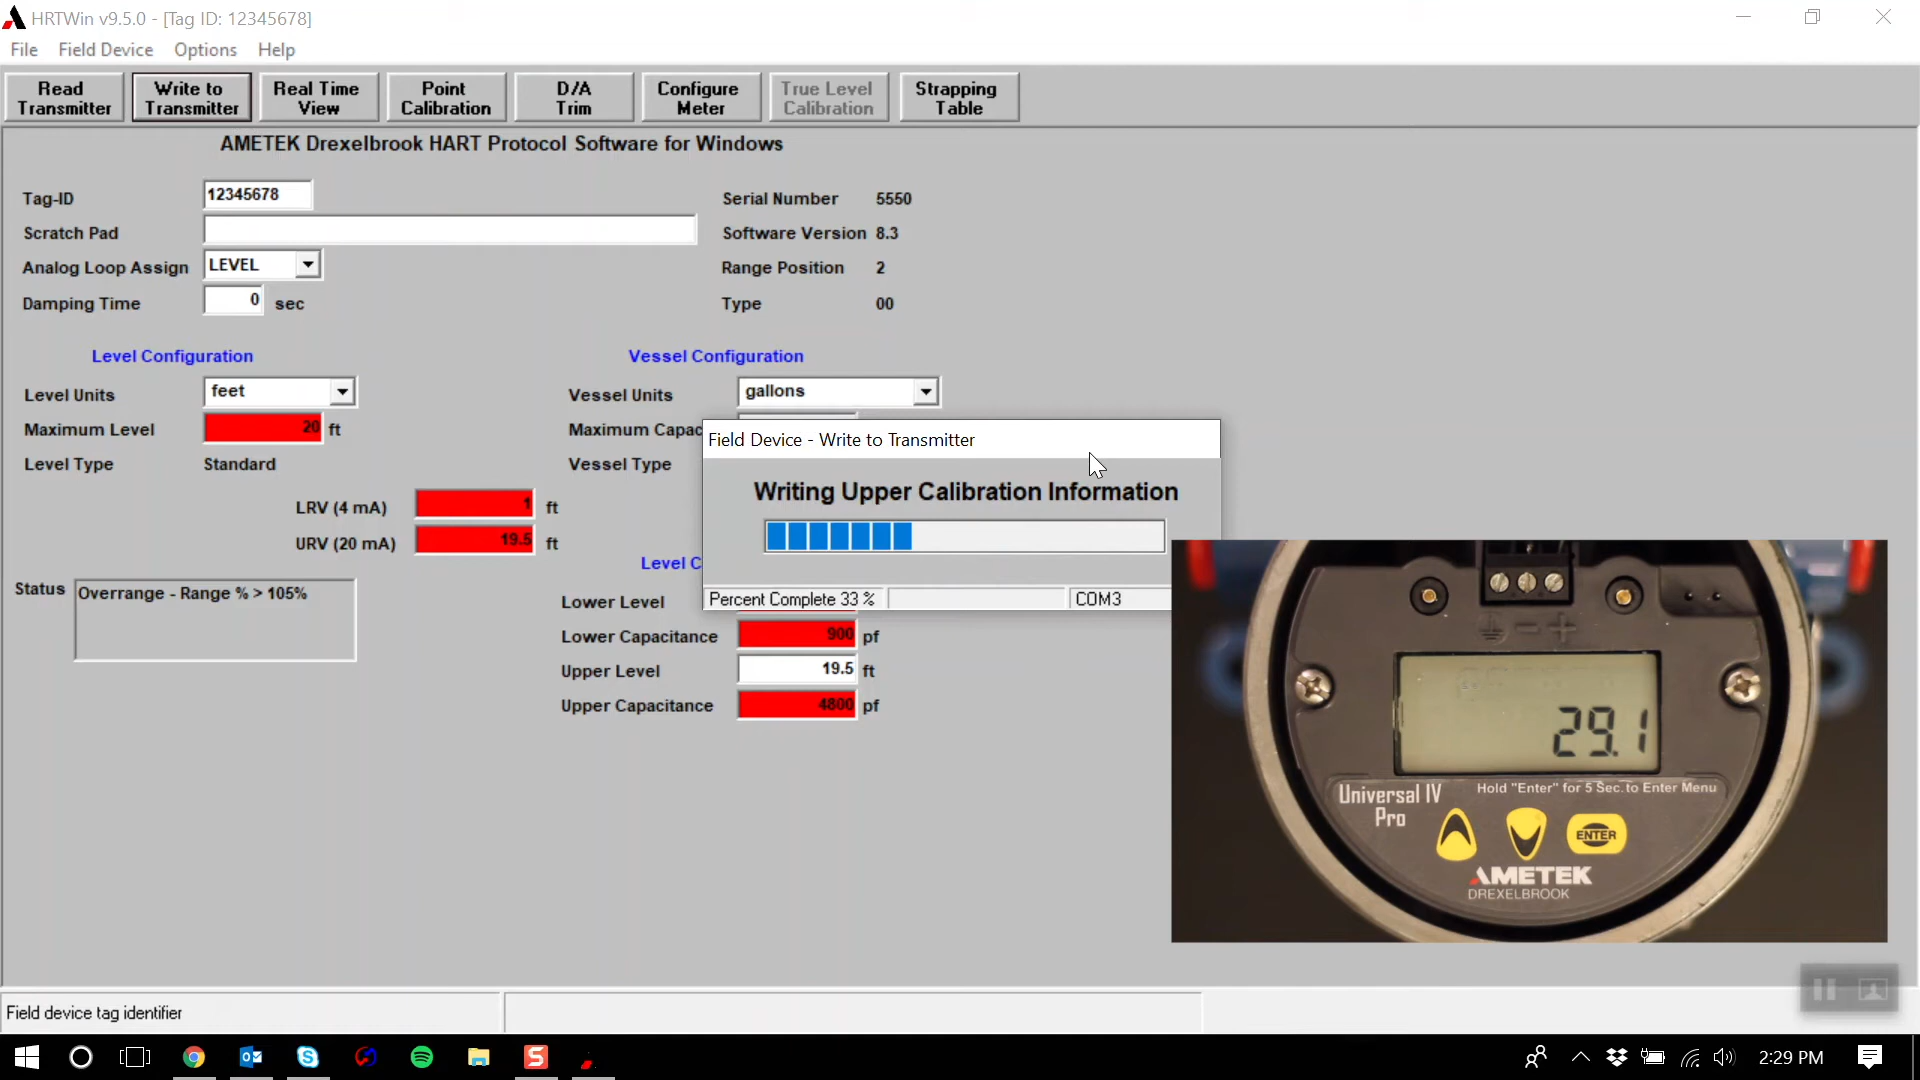 HRTWin v9.5.0 - [Tag ID: 12345678]
File Field Device Options Help
Read Transmitter
Write to Transmitter
Real Time View
Point Calibration
D/A Trim
Configure Meter
True Level Calibration
Strapping Table
AMETEK Drexelbrook HART Protocol Software for Windows
Tag-ID 12345678
Scratch Pad
Analog Loop Assign LEVEL
Damping Time 0 sec
Serial Number 5550
Software Version 8.3
Range Position 2
Type 00
Level Configuration
Level Units feet
Maximum Level 20 ft
Level Type Standard
LRV (4 mA) 1 ft
URV (20 mA) 19.5 ft
Status Overrange - Range % > 105%
Vessel Configuration
Vessel Units gallons
Maximum Capac
Vessel Type
Field Device - Write to Transmitter
Writing Upper Calibration Information
Percent Complete 33 % COM3
Level C
Lower Level
Lower Capacitance 900 pf
Upper Level 19.5 ft
Upper Capacitance 4800 pf
29.1
Universal IV
Pro
Hold "Enter" for 5 Sec. to Enter Menu
ENTER
AMETEK
DREXELBROOK
Field device tag identifier
2:29 PM